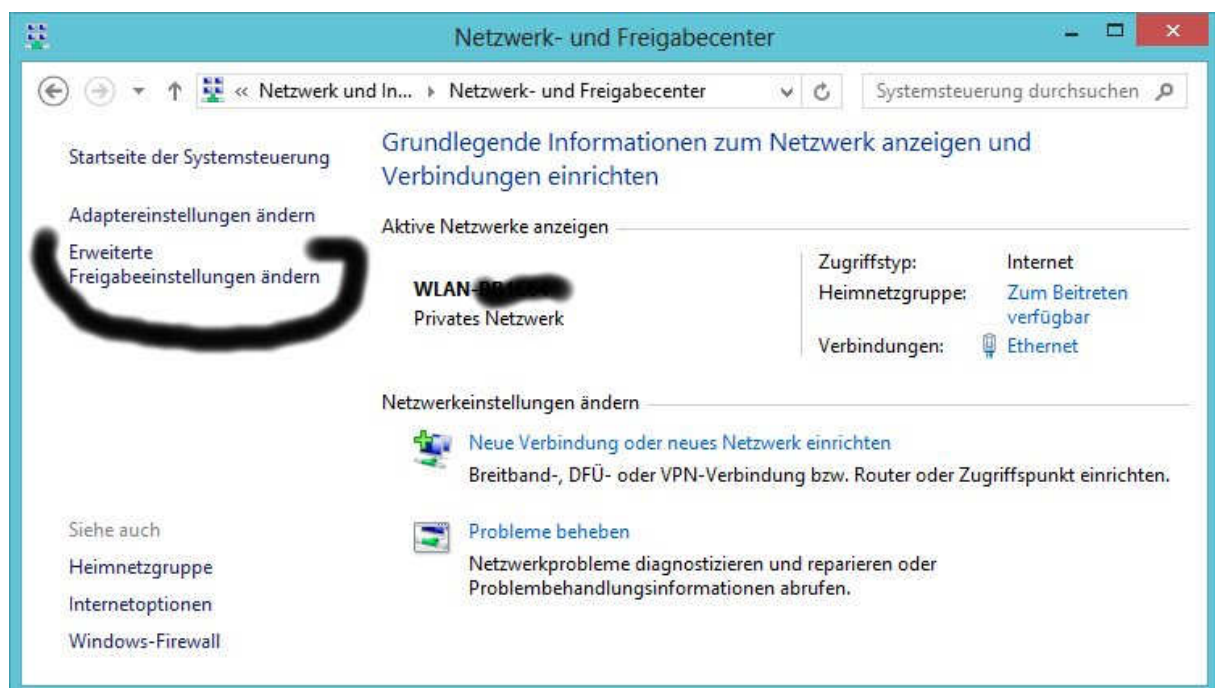 Netzwerk- und Freigabecenter
« Netzwerk und In... ▸ Netzwerk- und Freigabecenter
Systemsteuerung durchsuchen
Startseite der Systemsteuerung
Adaptereinstellungen ändern
Erweiterte
Freigabeeinstellungen ändern
Siehe auch
Heimnetzgruppe
Internetoptionen
Windows-Firewall
Grundlegende Informationen zum Netzwerk anzeigen und
Verbindungen einrichten
Aktive Netzwerke anzeigen
WLAN-
Privates Netzwerk
Zugriffstyp: Internet
Heimnetzgruppe: Zum Beitreten
verfügbar
Verbindungen: Ethernet
Netzwerkeinstellungen ändern
Neue Verbindung oder neues Netzwerk einrichten
Breitband-, DFÜ- oder VPN-Verbindung bzw. Router oder Zugriffspunkt einrichten.
Probleme beheben
Netzwerkprobleme diagnostizieren und reparieren oder
Problembehandlungsinformationen abrufen.